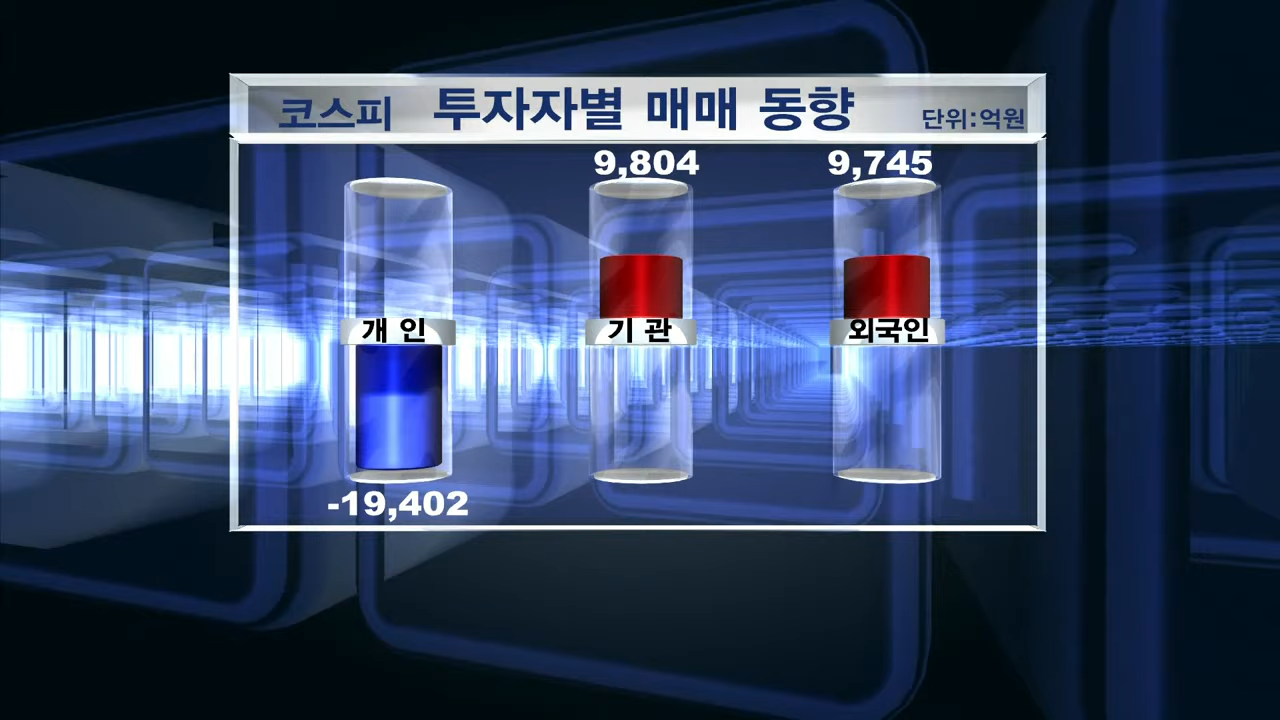 코스피 투자자별 매매 동향 단위:억원
9,804 9,745
개 인 기 관 외국인
-19,402